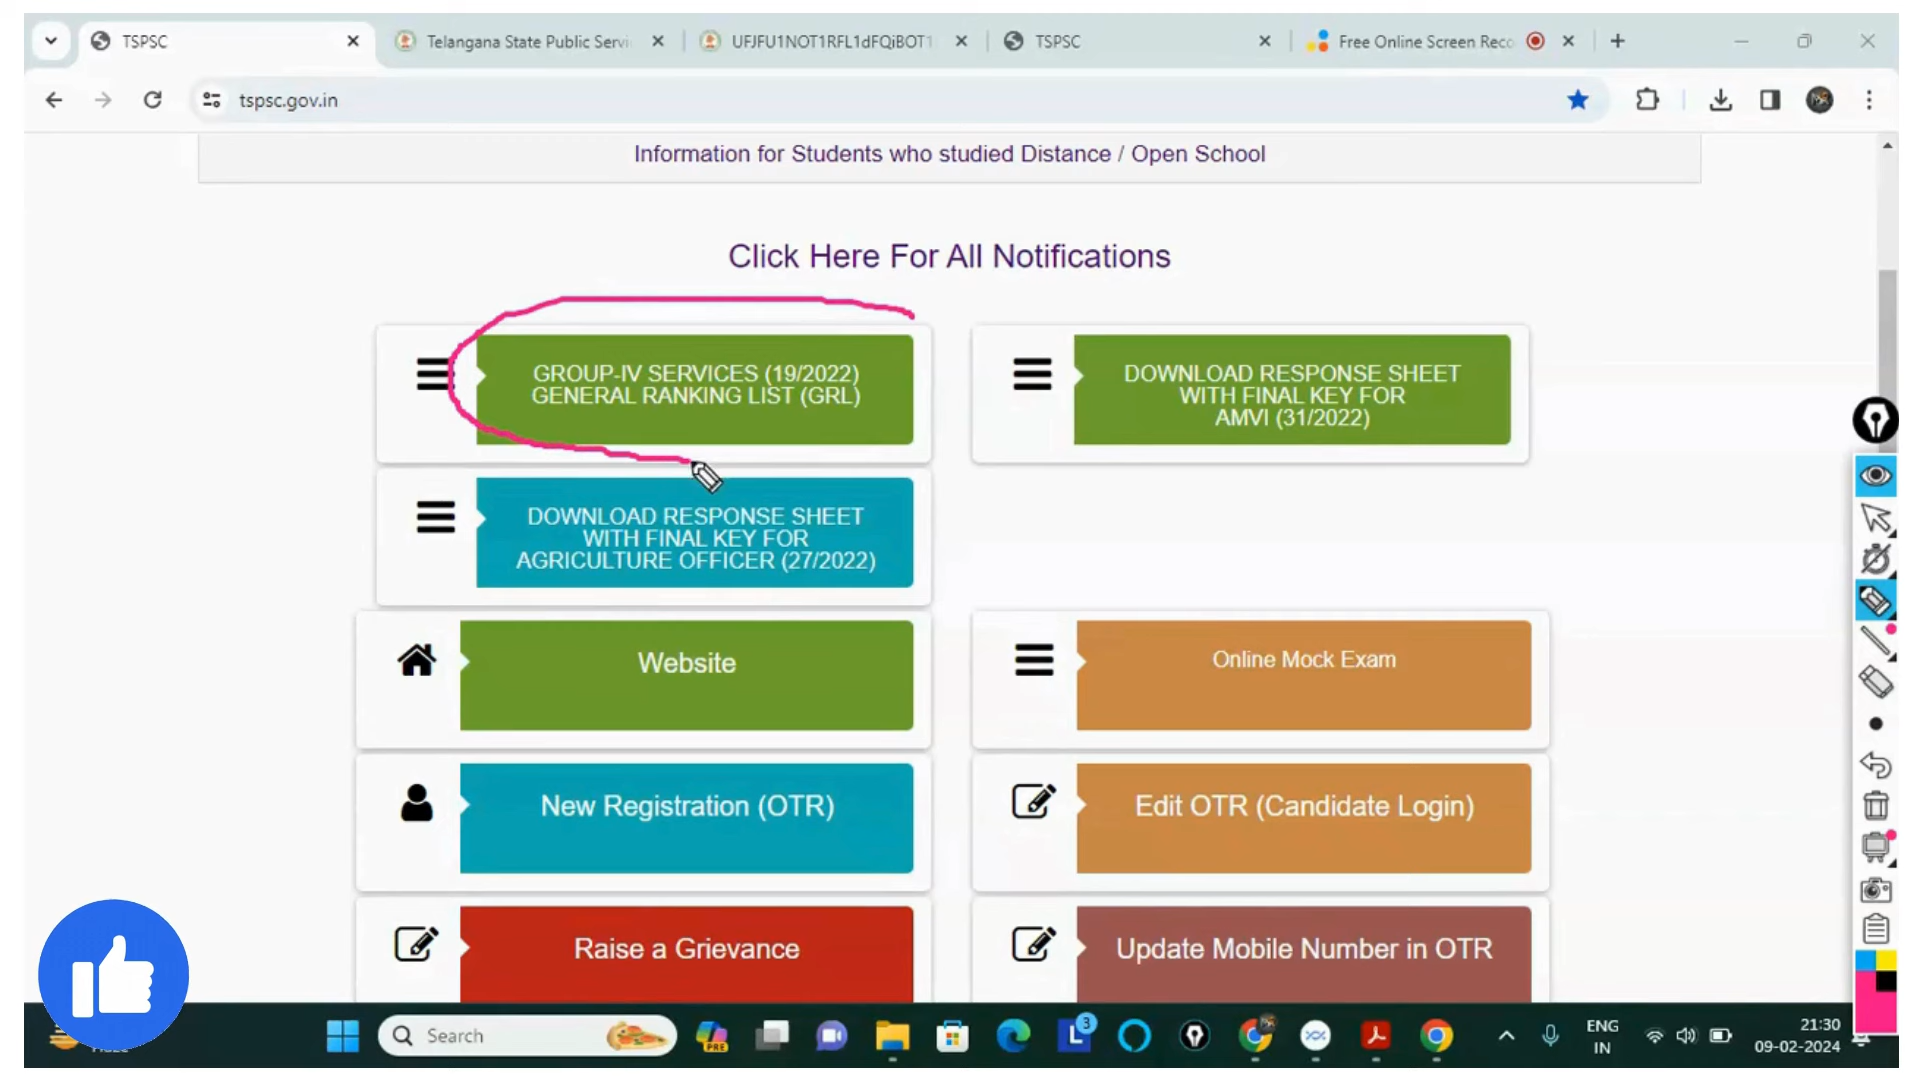 TSPSC
Telangana State Public Servi
UFJFU1NOT1RFL1dFQiBOT1
TSPSC
Free Online Screen Reco
tspsc.gov.in
Information for Students who studied Distance / Open School
Click Here For All Notifications
GROUP-IV SERVICES (19/2022)
GENERAL RANKING LIST (GRL)
DOWNLOAD RESPONSE SHEET
WITH FINAL KEY FOR
AMVI (31/2022)
DOWNLOAD RESPONSE SHEET
WITH FINAL KEY FOR
AGRICULTURE OFFICER (27/2022)
Website
Online Mock Exam
New Registration (OTR)
Edit OTR (Candidate Login)
Raise a Grievance
Update Mobile Number in OTR
Search
PRE
L
3
ENG
IN
21:30
09-02-2024